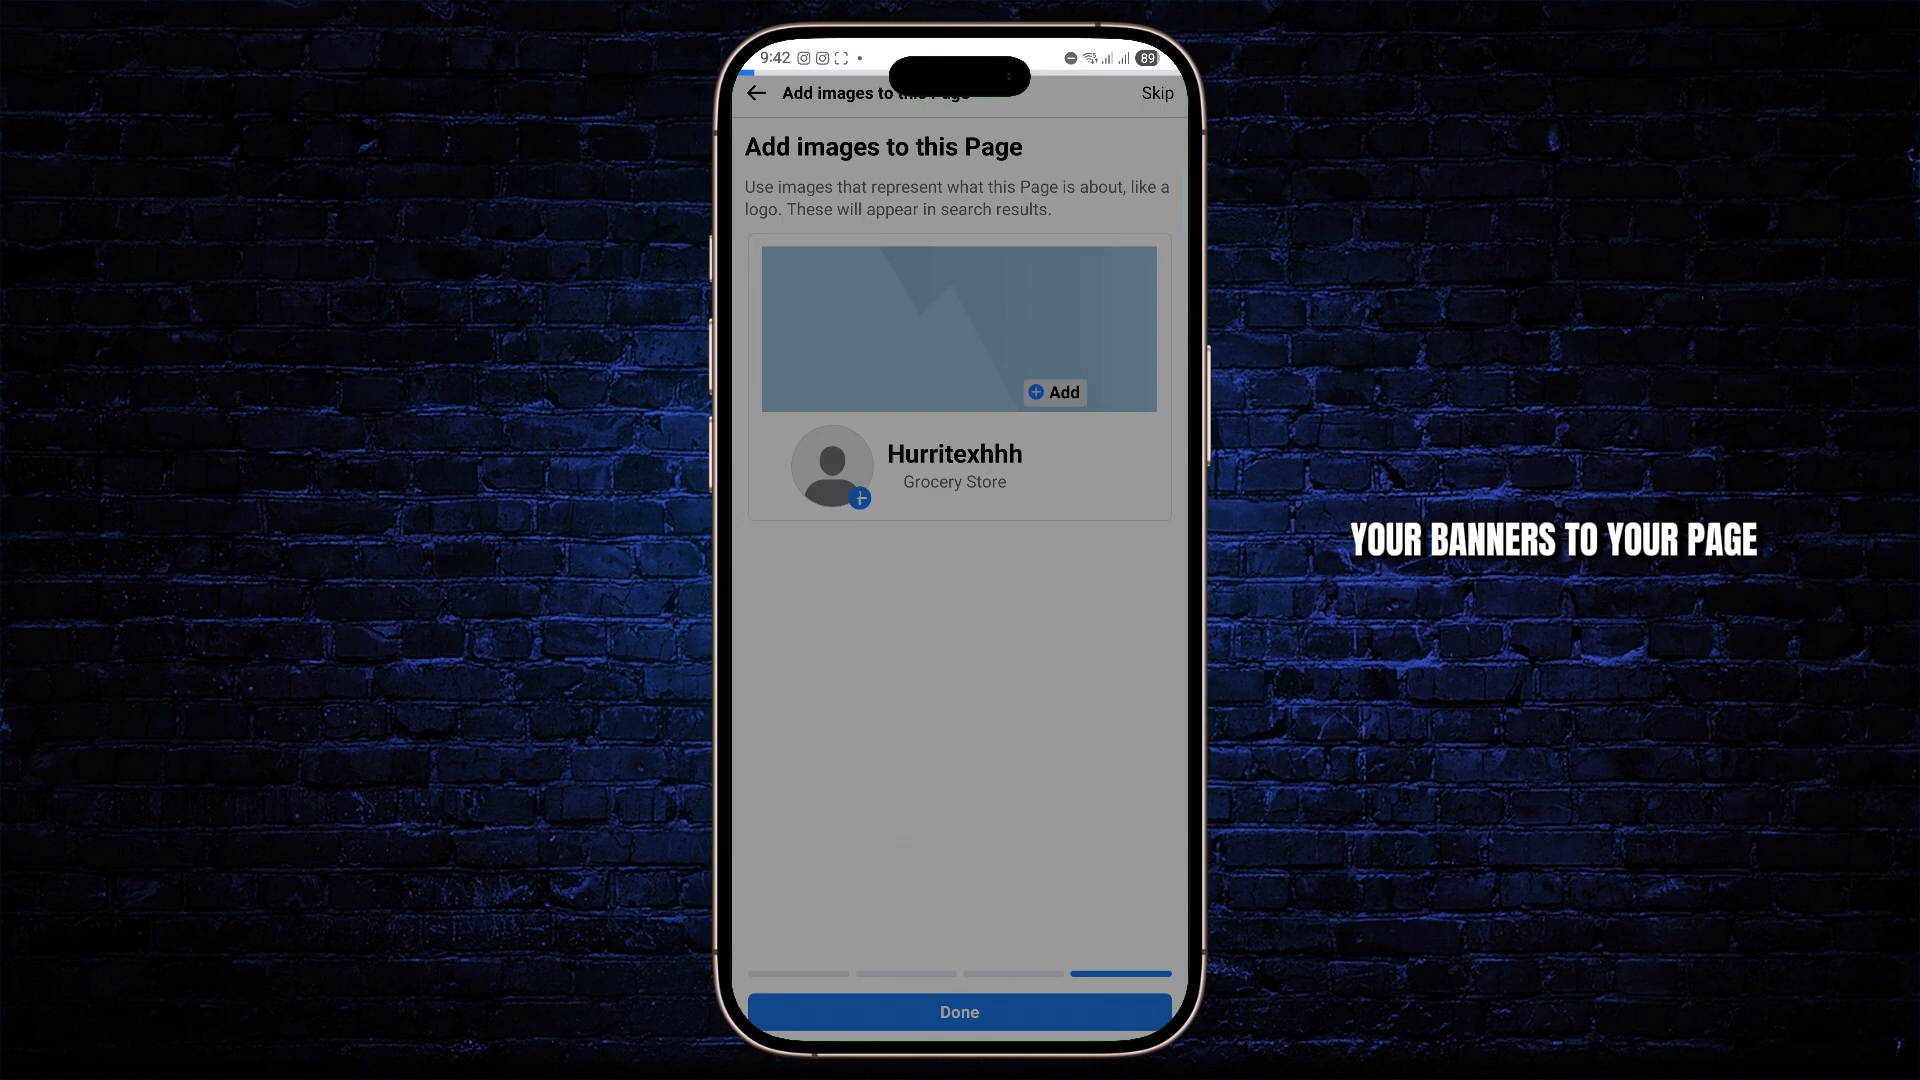 9:42
89
Add images to this Page
Skip
Add images to this Page
Use images that represent what this Page is about, like a
logo. These will appear in search results.
Add
Hurritexhhh
Grocery Store
YOUR BANNERS TO YOUR PAGE
Done